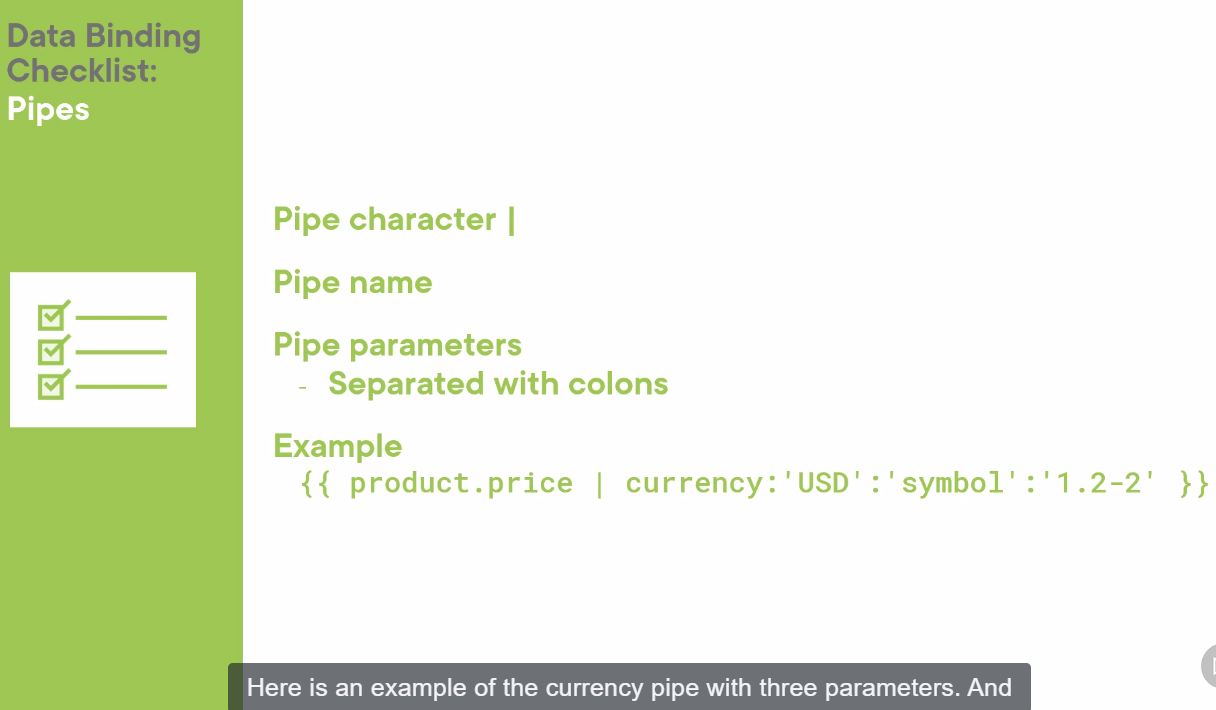 Data Binding
Checklist:
Pipes
Pipe character |
Pipe name
Pipe parameters
- Separated with colons
Example
{{ product.price | currency:'USD':'symbol':'1.2-2' }}
Here is an example of the currency pipe with three parameters. And